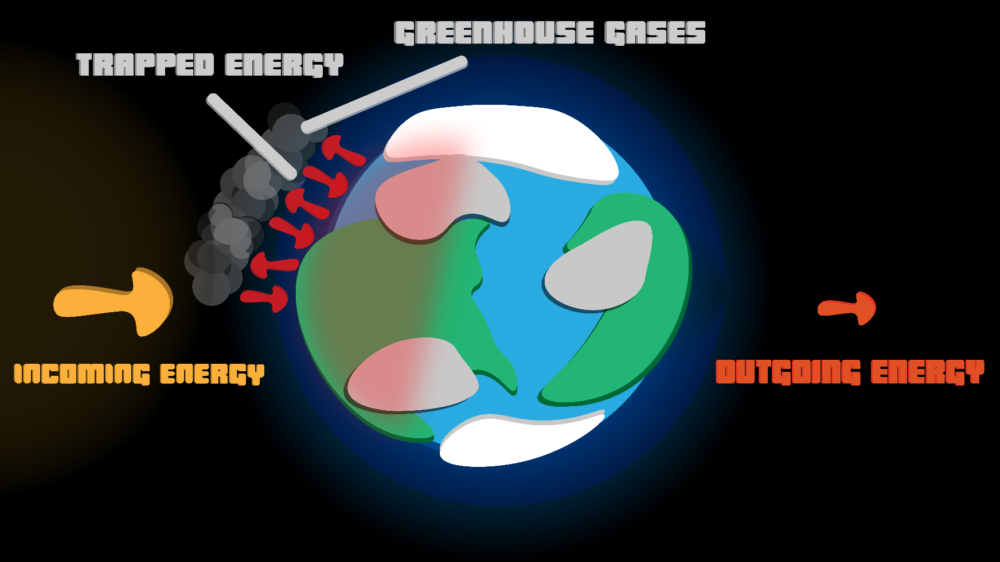 GREENHOUSE GASES
TRAPPED ENERGY
INCOMING ENERGY
OUTGOING ENERGY